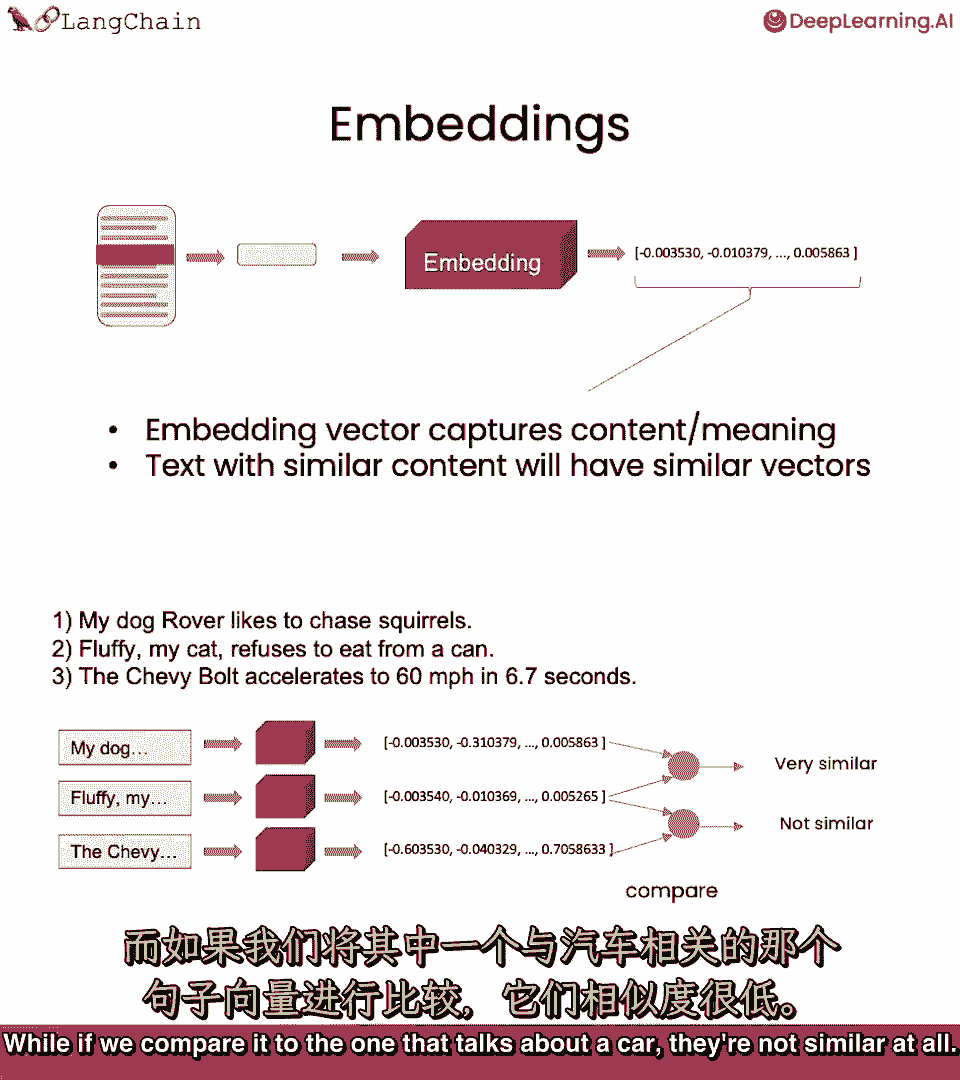 LangChain
DeepLearning.AI
Embeddings
Embedding
[-0.003530, -0.010379, ..., 0.005863 ]
• Embedding vector captures content/meaning
• Text with similar content will have similar vectors
1) My dog Rover likes to chase squirrels.
2) Fluffy, my cat, refuses to eat from a can.
3) The Chevy Bolt accelerates to 60 mph in 6.7 seconds.
My dog...
[-0.003530, -0.310379, ..., 0.005863 ]
Very similar
Fluffy, my...
[-0.003540, -0.010369, ..., 0.005265 ]
Not similar
The Chevy...
[-0.603530, -0.040329, ..., 0.7058633 ]
compare
而如果我们将其中一个与汽车相关的那个
句子向量进行比较，它们相似度很低。
While if we compare it to the one that talks about a car, they're not similar at all.